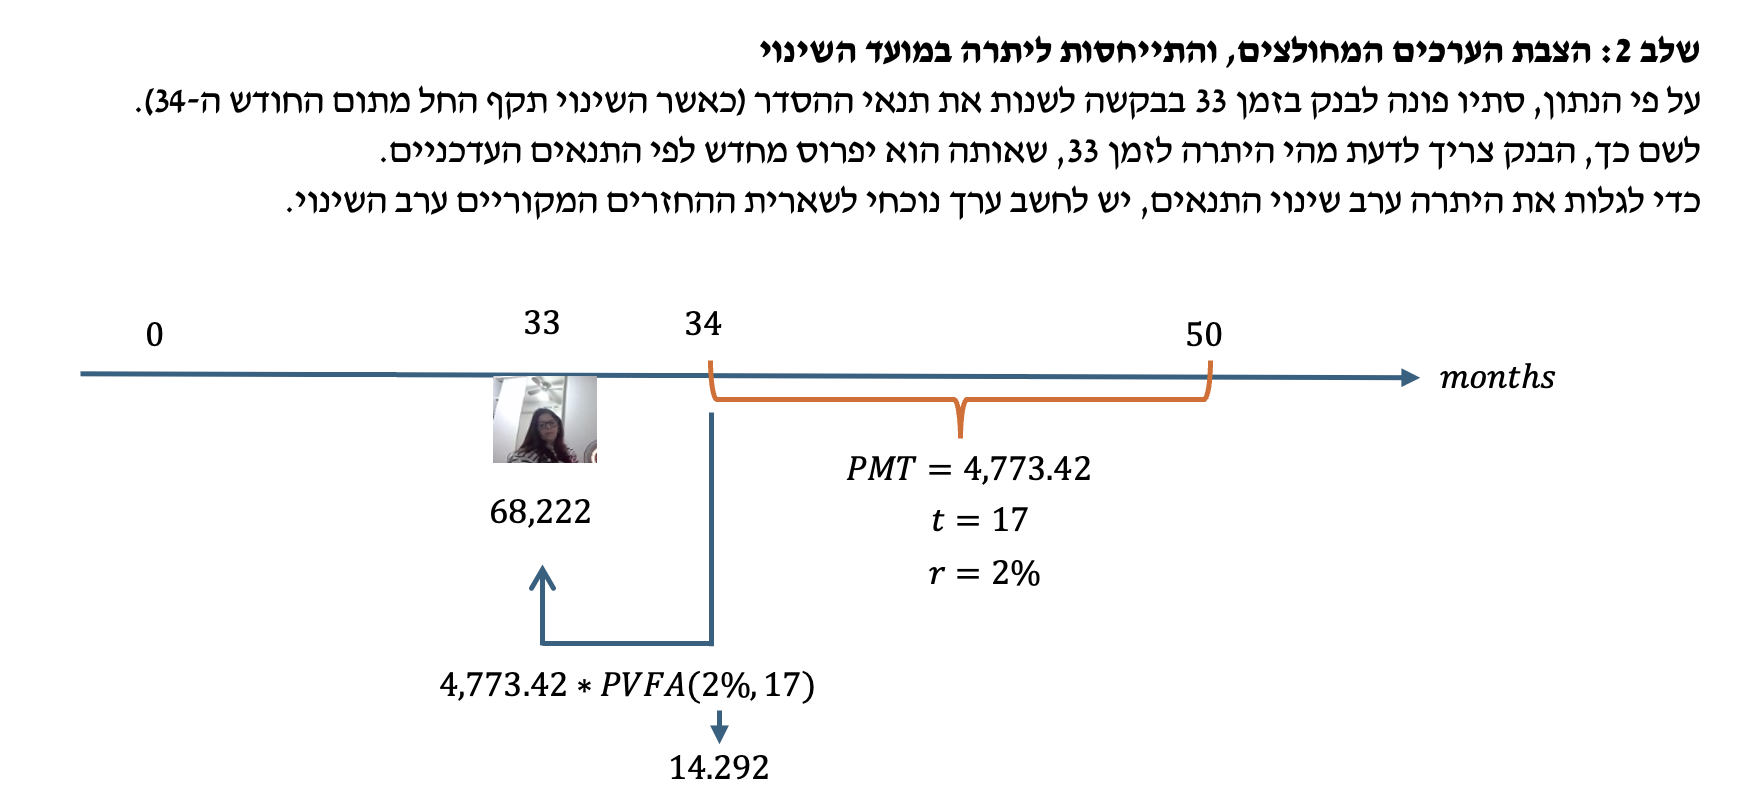 שלב 2: הצבת הערכים המחולצים, והתייחסות ליתרה במועד השינוי
על פי הנתון, סתיו פונה לבנק בזמן 33 בבקשה לשנות את תנאי ההסדר (כאשר השינוי תקף החל מתום החודש ה-34).
לשם כך, הבנק צריך לדעת מהי היתרה לזמן 33, שאותה הוא יפרוס מחדש לפי התנאים העדכניים.
כדי לגלות את היתרה ערב שינוי התנאים, יש לחשב ערך נוכחי לשארית ההחזרים המקוריים ערב השינוי.
0 33 34 50
months
PMT = 4,773.42
68,222
t = 17
r = 2%
4,773.42 * PVFA(2%, 17)
14.292